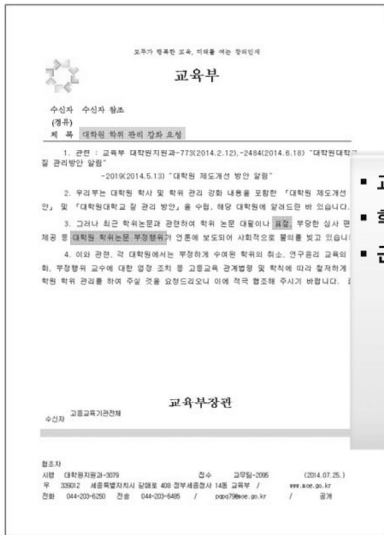 모두가 행복한 교육, 미래를 여는 창의인재
교육부
수신자 수신자 참조
(경유)
제 목 대학원 학위 관리 강화 요청
1. 관련 : 교육부 대학원지원과-773(2014.2.12),-2484(2014.6.18) "대학원대학교
질 관리방안 알림"
-2019(2014.5.13) "대학원 제도개선 방안 알림"
2. 우리부는 대학원 학사 및 학위 관리 강화 내용을 포함한 「대학원 제도개선
안」 및 「대학원대학교 질 관리 방안」을 수립, 해당 대학원에 알려드린 바 있습니다.
3. 그러나 최근 학위논문과 관련하여 학위 논문 대필이나 표절, 부당한 심사 편
제공 등 대학원 학위논문 부정행위가 언론에 보도되어 사회적으로 물의를 빚고 있습니
4. 이와 관련, 각 대학원에서는 부정하게 수여된 학위의 취소, 연구윤리 교육의
화, 부정행위 교수에 대한 엄정 조치 등 고등교육 관계법령 및 학칙에 따라 철저하게
학원 학위 관리를 하여 주실 것을 요청드리오니 이에 적극 협조해 주시기 바랍니다.
교육부장관
수신자 고등교육기관전체
협조자
시행 대학원지원과-3079 접수 교무팀-2095 (2014.07.25.)
우 339012 세종특별자치시 갈매로 408 정부세종청사 14동 교육부 / www.moe.go.kr
전화 044-203-6250 전송 044-203-6485 / popo79@moe.go.kr / 공개